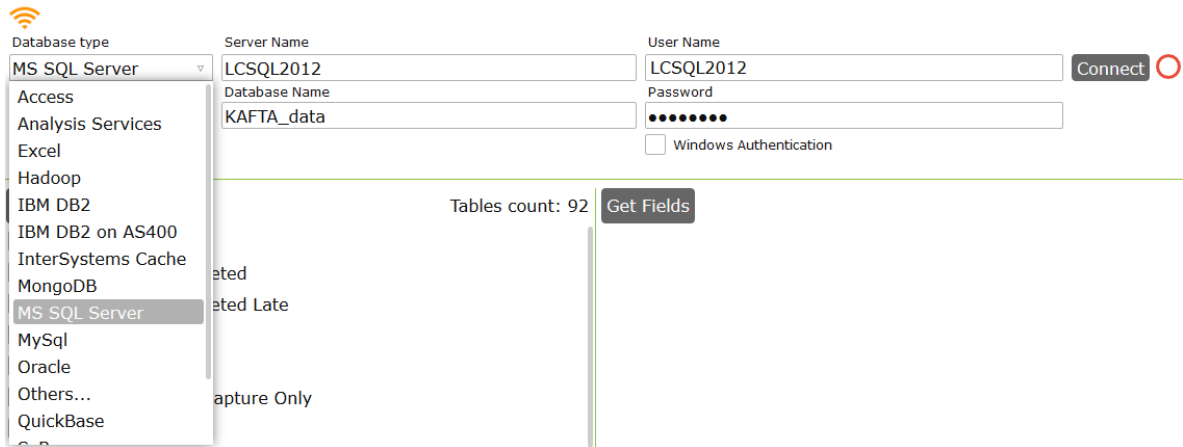 Database type
Server Name
User Name
MS SQL Server
LCSQL2012
LCSQL2012
Connect
Database Name
Password
KAFTA_data
●●●●●●●●
Windows Authentication
Access
Analysis Services
Excel
Hadoop
IBM DB2
IBM DB2 on AS400
InterSystems Cache
MongoDB
MS SQL Server
MySql
Oracle
Others...
QuickBase
Tables count: 92
Get Fields
eted
eted Late
apture Only